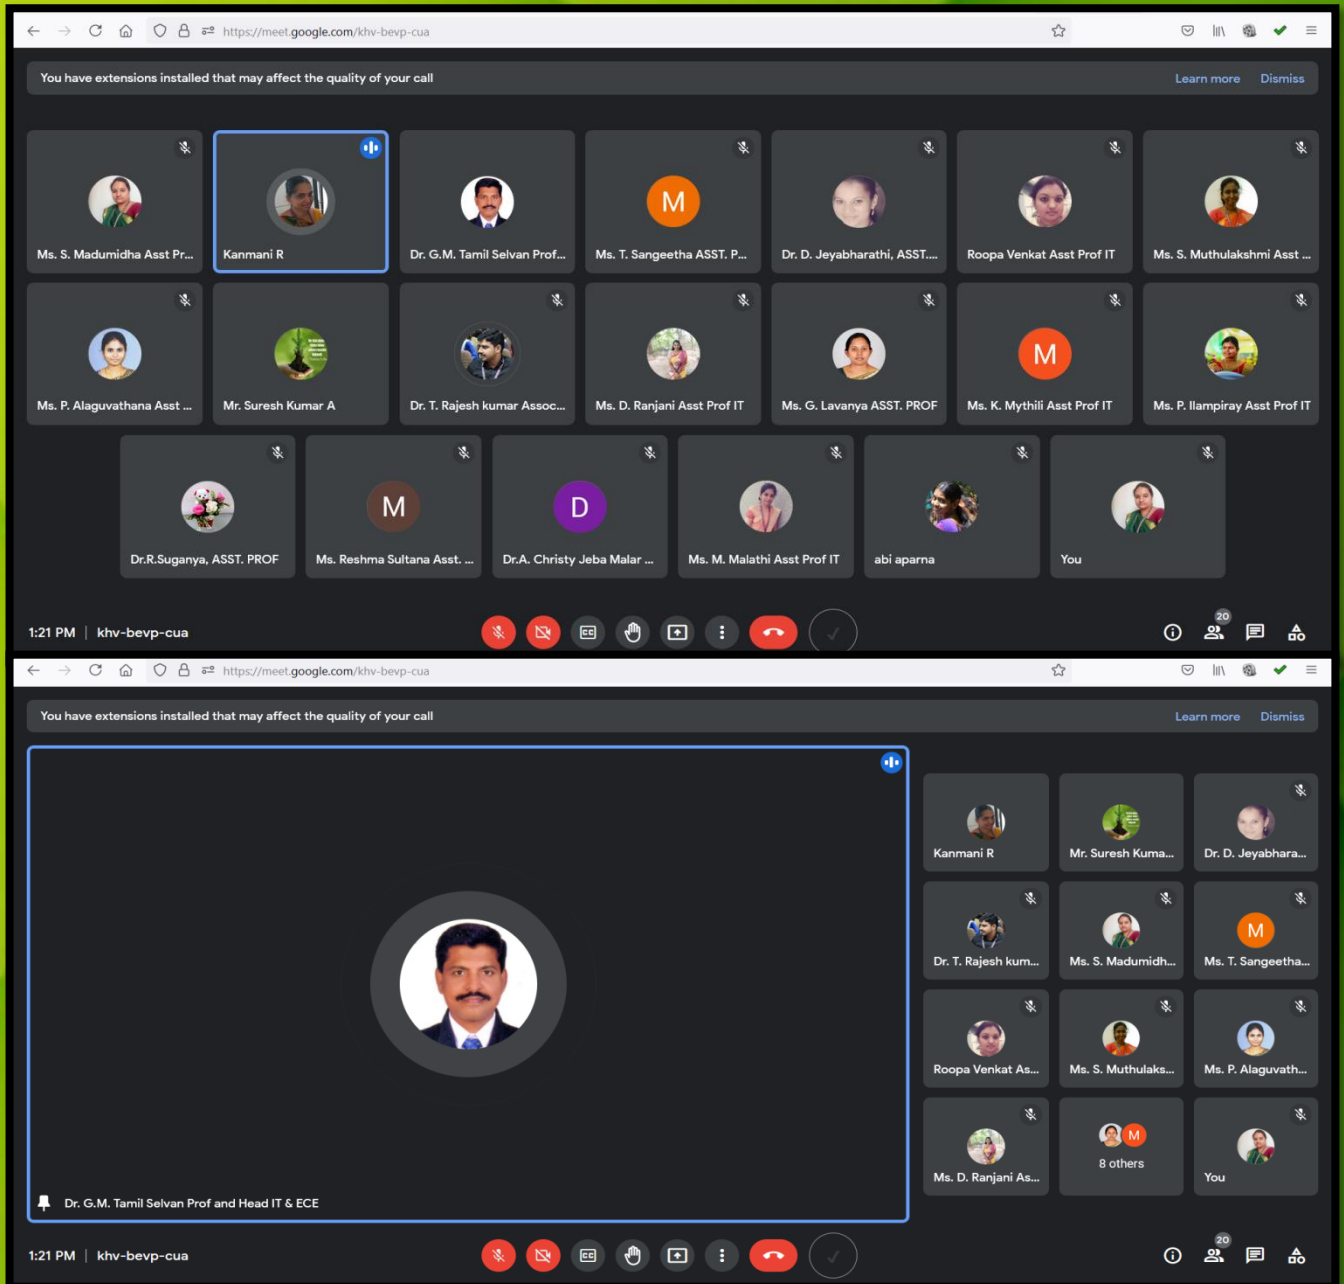 https://meet.google.com/khv-bevp-cua
You have extensions installed that may affect the quality of your call Learn more Dismiss
Ms. S. Madumidha Asst Pr... Kanmani R Dr. G.M. Tamil Selvan Prof... M Ms. T. Sangeetha ASST. P... Dr. D. Jeyabharathi, ASST.... Roopa Venkat Asst Prof IT Ms. S. Muthulakshmi Asst ...
Ms. P. Alaguvathana Asst ... Mr. Suresh Kumar A Dr. T. Rajesh kumar Assoc... Ms. D. Ranjani Asst Prof IT Ms. G. Lavanya ASST. PROF M Ms. K. Mythili Asst Prof IT Ms. P. Ilampiray Asst Prof IT
Dr.R.Suganya, ASST. PROF M Ms. Reshma Sultana Asst. ... D Dr.A. Christy Jeba Malar ... Ms. M. Malathi Asst Prof IT abi aparna You
1:21 PM | khv-bevp-cua CC 20
https://meet.google.com/khv-bevp-cua
You have extensions installed that may affect the quality of your call Learn more Dismiss
Kanmani R Mr. Suresh Kuma... Dr. D. Jeyabhara...
M
Dr. T. Rajesh kum... Ms. S. Madumidh... Ms. T. Sangeetha...
Roopa Venkat As... Ms. S. Muthulaks... Ms. P. Alaguvath...
M
8 others
Ms. D. Ranjani As... You
Dr. G.M. Tamil Selvan Prof and Head IT & ECE
1:21 PM | khv-bevp-cua CC 20